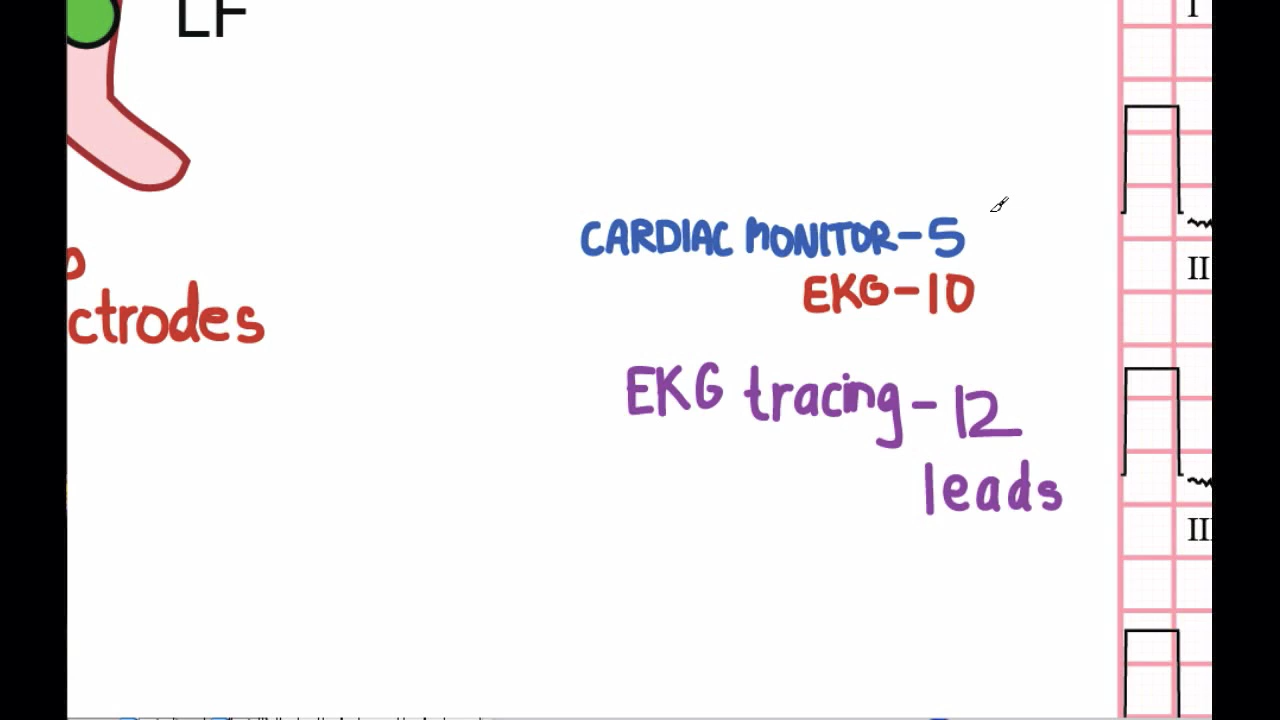 LF
ctrodes
CARDIAC MONITOR-5
EKG-10
EKG tracing-12
leads
I
II
III